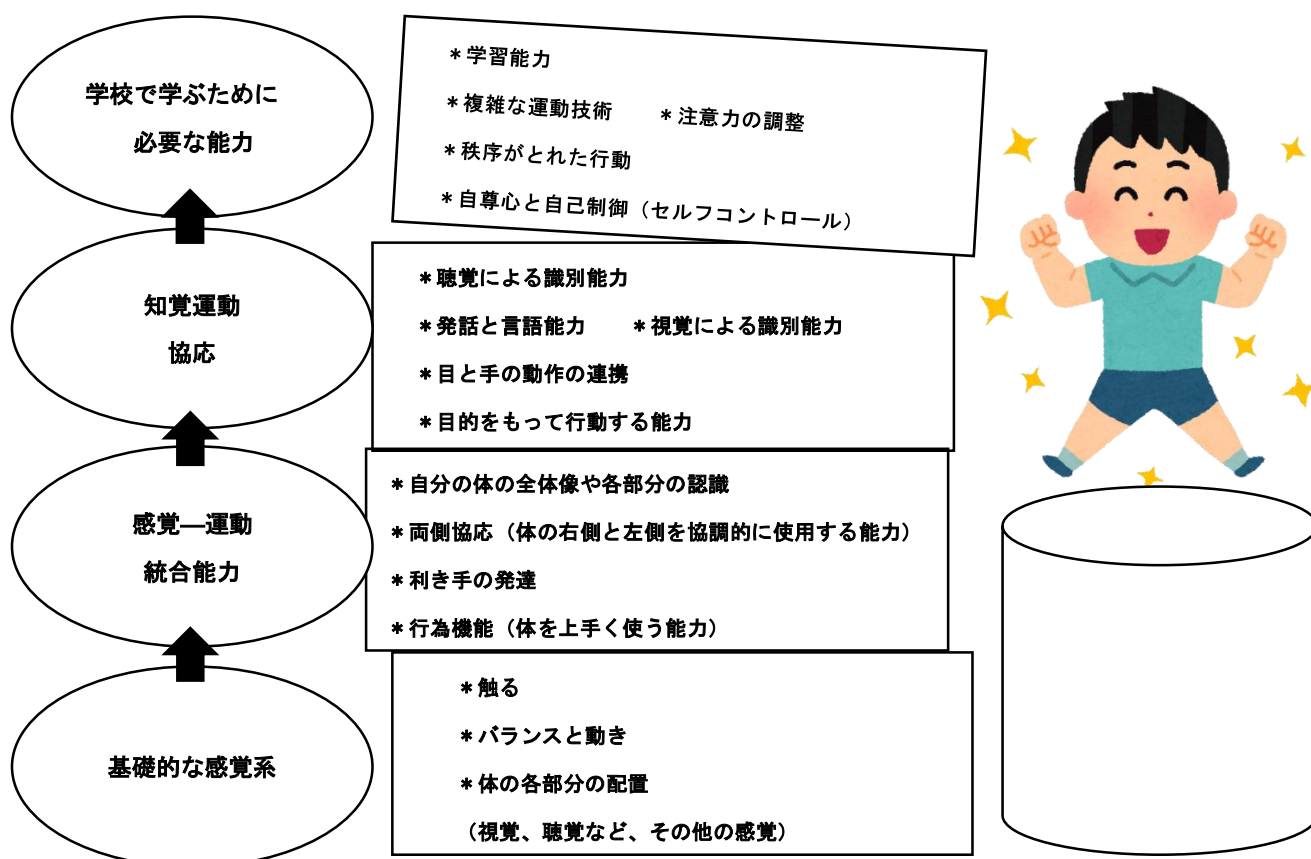 学校で学ぶために
必要な能力
＊学習能力
＊複雑な運動技術　　＊注意力の調整
＊秩序がとれた行動
＊自尊心と自己制御（セルフコントロール）
知覚運動
協応
＊聴覚による識別能力
＊発話と言語能力　　＊視覚による識別能力
＊目と手の動作の連携
＊目的をもって行動する能力
感覚―運動
統合能力
＊自分の体の全体像や各部分の認識
＊両側協応（体の右側と左側を協調的に使用する能力）
＊利き手の発達
＊行為機能（体を上手く使う能力）
基礎的な感覚系
＊触る
＊バランスと動き
＊体の各部分の配置
（視覚、聴覚など、その他の感覚）